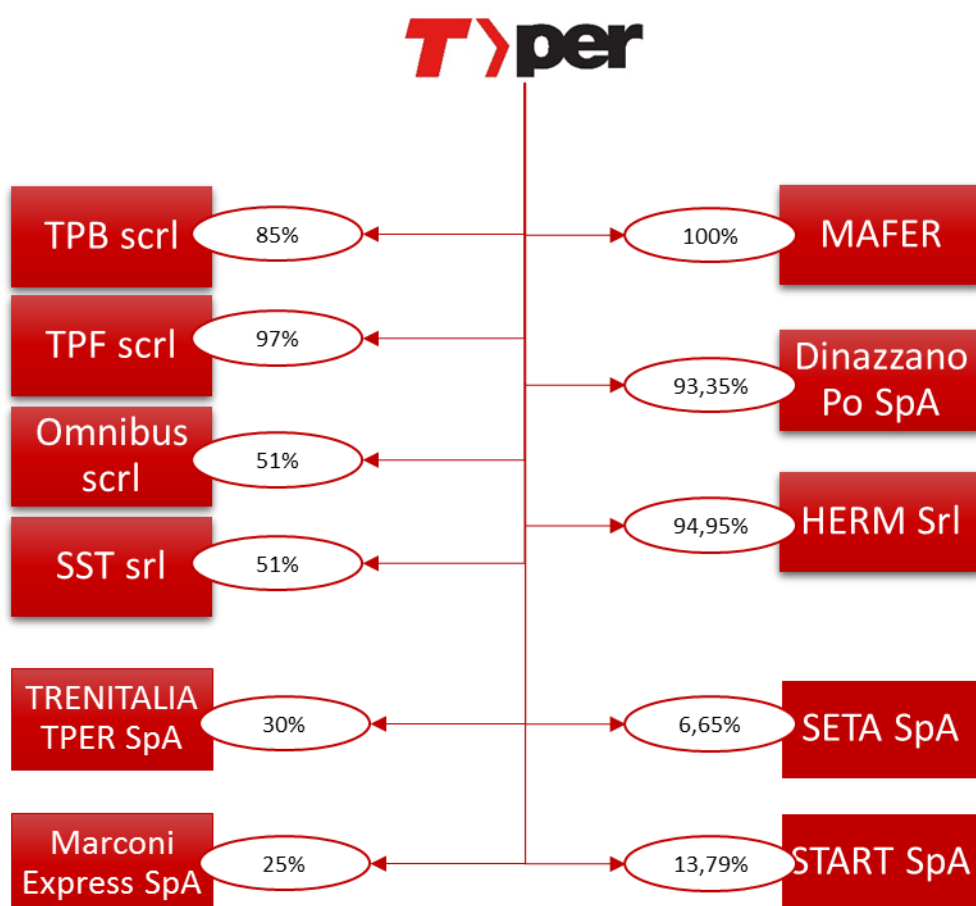 T>per
TPB scrl
85%
100%
MAFER
TPF scrl
97%
Dinazzano
Po SpA
93,35%
Omnibus
scrl
51%
HERM Srl
94,95%
SST srl
51%
TRENITALIA
TPER SpA
30%
6,65%
SETA SpA
Marconi
Express SpA
25%
13,79%
START SpA